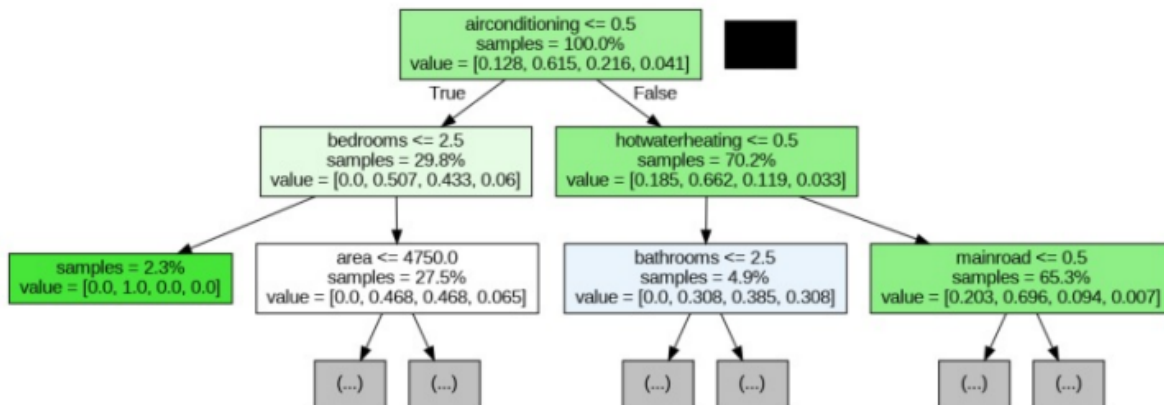 airconditioning <= 0.5
samples = 100.0%
value = [0.128, 0.615, 0.216, 0.041]
True
False
bedrooms <= 2.5
samples = 29.8%
value = [0.0, 0.507, 0.433, 0.06]
hotwaterheating <= 0.5
samples = 70.2%
value = [0.185, 0.662, 0.119, 0.033]
samples = 2.3%
value = [0.0, 1.0, 0.0, 0.0]
area <= 4750.0
samples = 27.5%
value = [0.0, 0.468, 0.468, 0.065]
bathrooms <= 2.5
samples = 4.9%
value = [0.0, 0.308, 0.385, 0.308]
mainroad <= 0.5
samples = 65.3%
value = [0.203, 0.696, 0.094, 0.007]
(...)
(...)
(...)
(...)
(...)
(...)